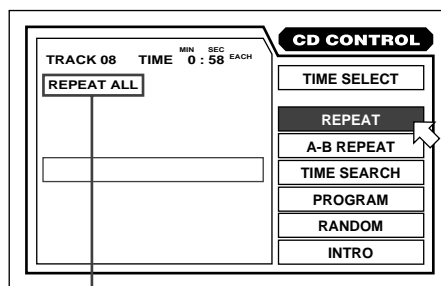 CD CONTROL
TRACK 08 TIME MIN 0 : SEC 58 EACH
REPEAT ALL
TIME SELECT
REPEAT
A-B REPEAT
TIME SEARCH
PROGRAM
RANDOM
INTRO